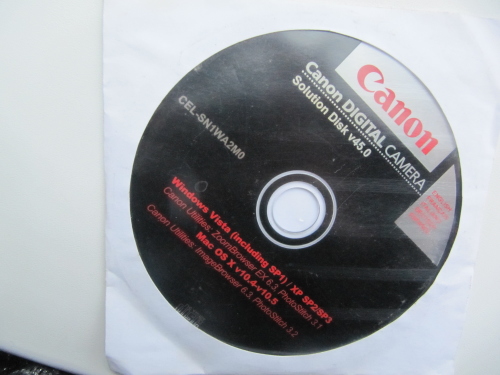 Canon
Canon DIGITAL CAMERA
Solution Disk v45.0
CEL-SN1WA2M0
Windows Vista (including SP1) / XP SP2/SP3
Canon Utilities: ZoomBrowser EX 6.3, PhotoStitch 3.1
Mac OS X v10.4-v10.5
Canon Utilities: ImageBrowser 6.3, PhotoStitch 3.2